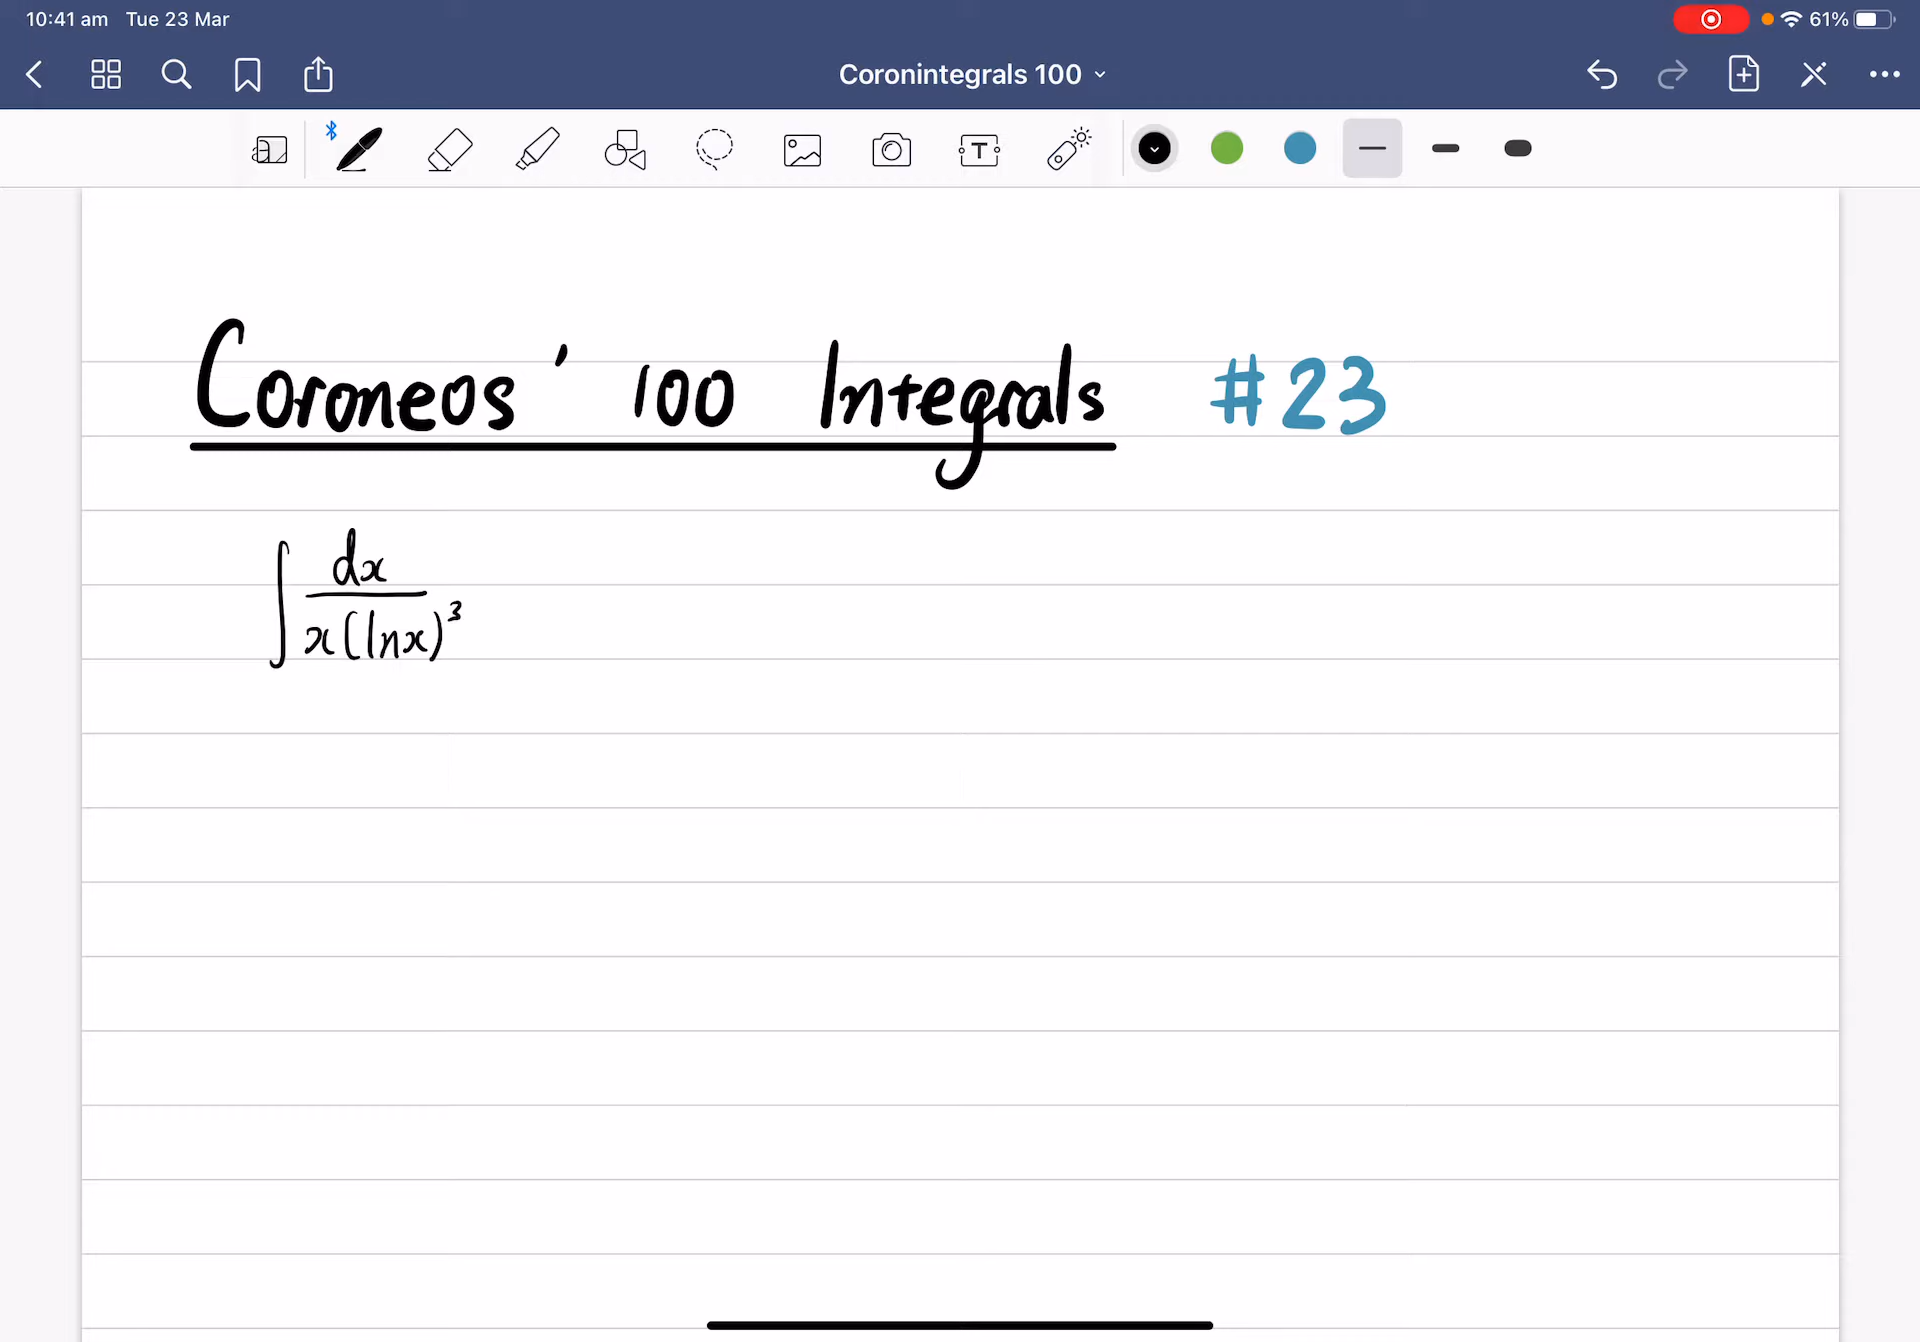 10:41 am Tue 23 Mar 61%
Coronintegrals 100
Coroneos' 100 Integrals #23
∫ dx / x(lnx)³